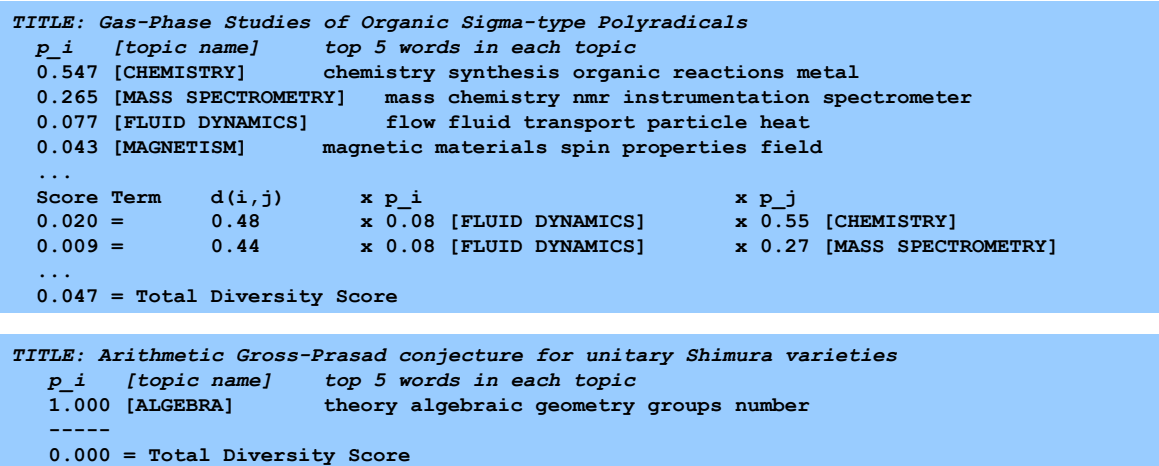 TITLE: Gas-Phase Studies of Organic Sigma-type Polyradicals
p_i [topic name] top 5 words in each topic
0.547 [CHEMISTRY] chemistry synthesis organic reactions metal
0.265 [MASS SPECTROMETRY] mass chemistry nmr instrumentation spectrometer
0.077 [FLUID DYNAMICS] flow fluid transport particle heat
0.043 [MAGNETISM] magnetic materials spin properties field
...
Score Term d(i,j) x p_i x p_j
0.020 = 0.48 x 0.08 [FLUID DYNAMICS] x 0.55 [CHEMISTRY]
0.009 = 0.44 x 0.08 [FLUID DYNAMICS] x 0.27 [MASS SPECTROMETRY]
...
0.047 = Total Diversity Score
TITLE: Arithmetic Gross-Prasad conjecture for unitary Shimura varieties
p_i [topic name] top 5 words in each topic
1.000 [ALGEBRA] theory algebraic geometry groups number
-----
0.000 = Total Diversity Score